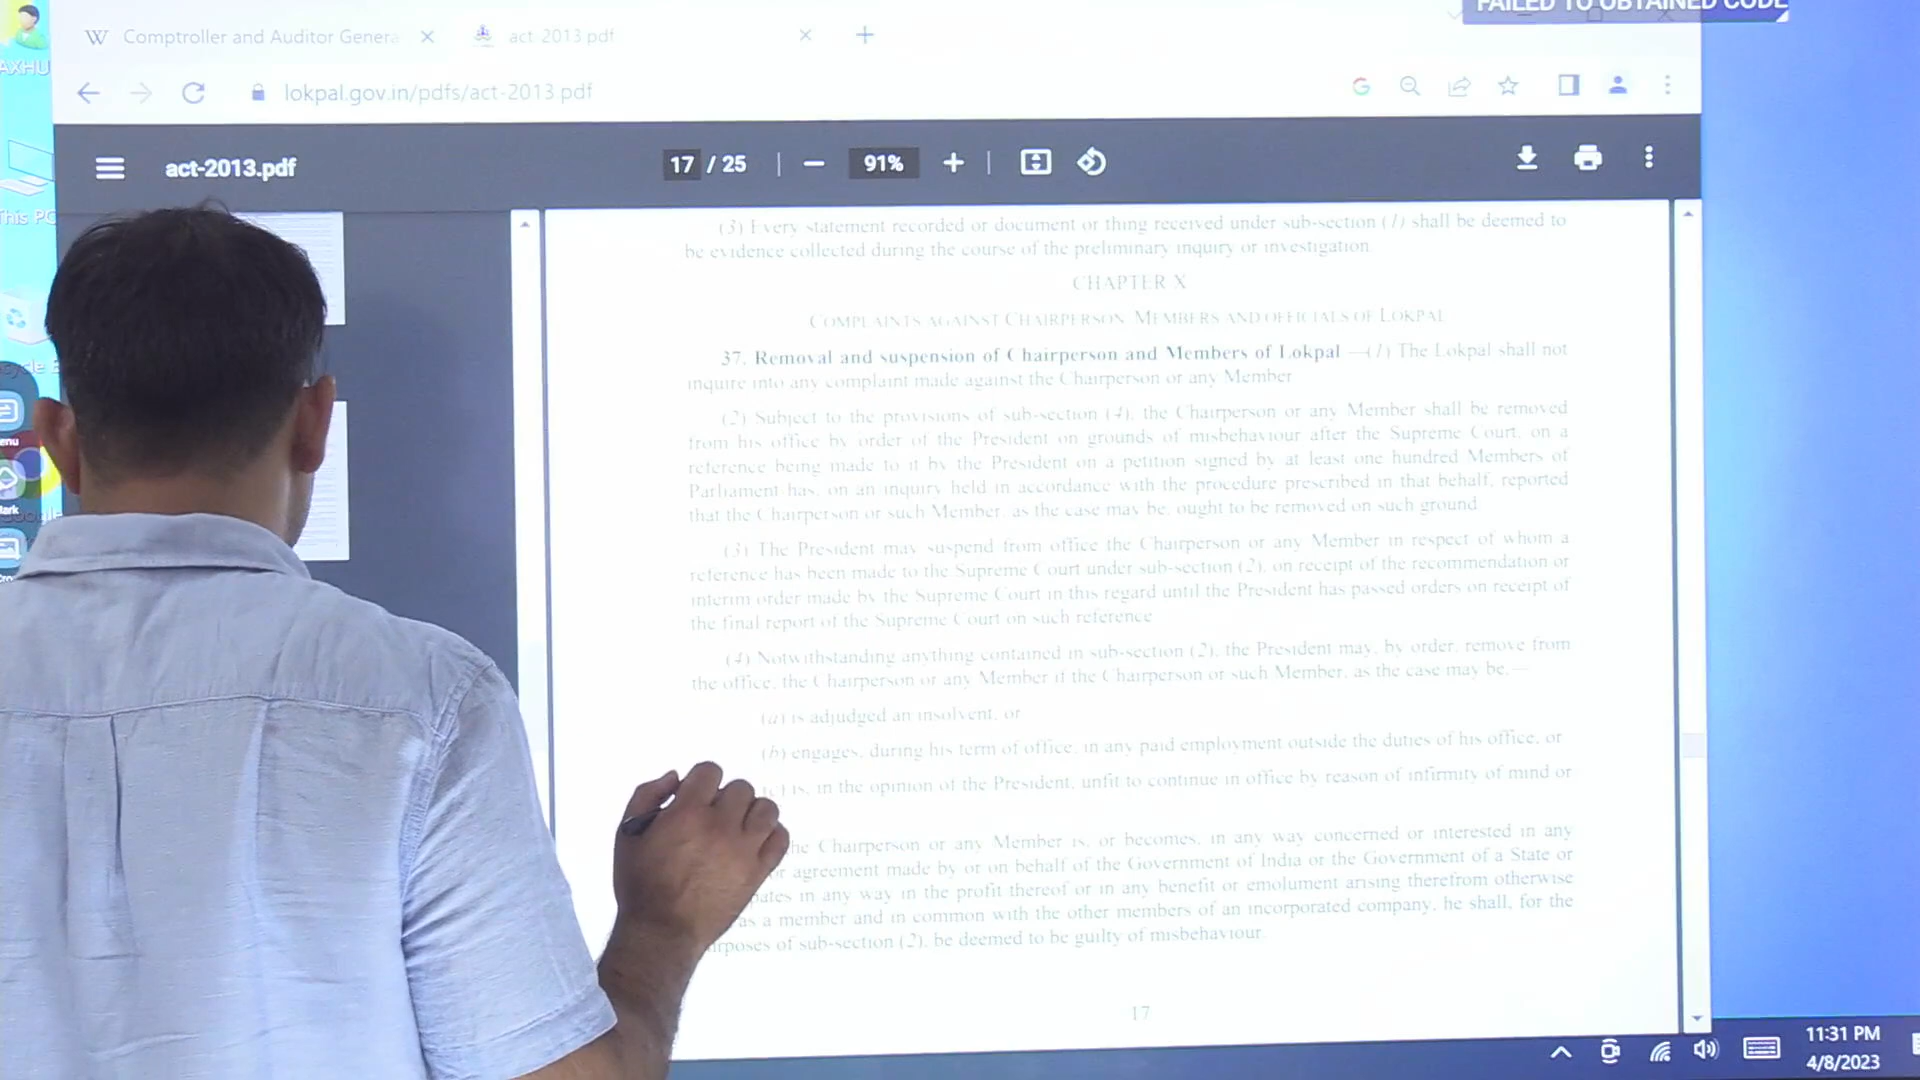 FAILED TO OBTAINED CODE
Comptroller and Auditor Genera
act-2013.pdf
lokpal.gov.in/pdfs/act-2013.pdf
act-2013.pdf
17 / 25
91%
This PC
(3) Every statement recorded or document or thing received under sub-section (1) shall be deemed to
be evidence collected during the course of the preliminary inquiry or investigation.
CHAPTER X
COMPLAINTS AGAINST CHAIRPERSON, MEMBERS AND OFFICIALS OF LOKPAL
37. Removal and suspension of Chairperson and Members of Lokpal.—(1) The Lokpal shall not
inquire into any complaint made against the Chairperson or any Member.
(2) Subject to the provisions of sub-section (4), the Chairperson or any Member shall be removed
from his office by order of the President on grounds of misbehaviour after the Supreme Court, on a
reference being made to it by the President on a petition signed by at least one hundred Members of
Parliament has, on an inquiry held in accordance with the procedure prescribed in that behalf, reported
that the Chairperson or such Member, as the case may be, ought to be removed on such ground.
(3) The President may suspend from office the Chairperson or any Member in respect of whom a
reference has been made to the Supreme Court under sub-section (2), on receipt of the recommendation or
interim order made by the Supreme Court in this regard until the President has passed orders on receipt of
the final report of the Supreme Court on such reference.
(4) Notwithstanding anything contained in sub-section (2), the President may, by order, remove from
the office, the Chairperson or any Member if the Chairperson or such Member, as the case may be,—
(a) is adjudged an insolvent; or
(b) engages, during his term of office, in any paid employment outside the duties of his office; or
(c) is, in the opinion of the President, unfit to continue in office by reason of infirmity of mind or
he Chairperson or any Member is, or becomes, in any way concerned or interested in any
or agreement made by or on behalf of the Government of India or the Government of a State or
pates in any way in the profit thereof or in any benefit or emolument arising therefrom otherwise
as a member and in common with the other members of an incorporated company, he shall, for the
rposes of sub-section (2), be deemed to be guilty of misbehaviour.
17
11:31 PM
4/8/2023